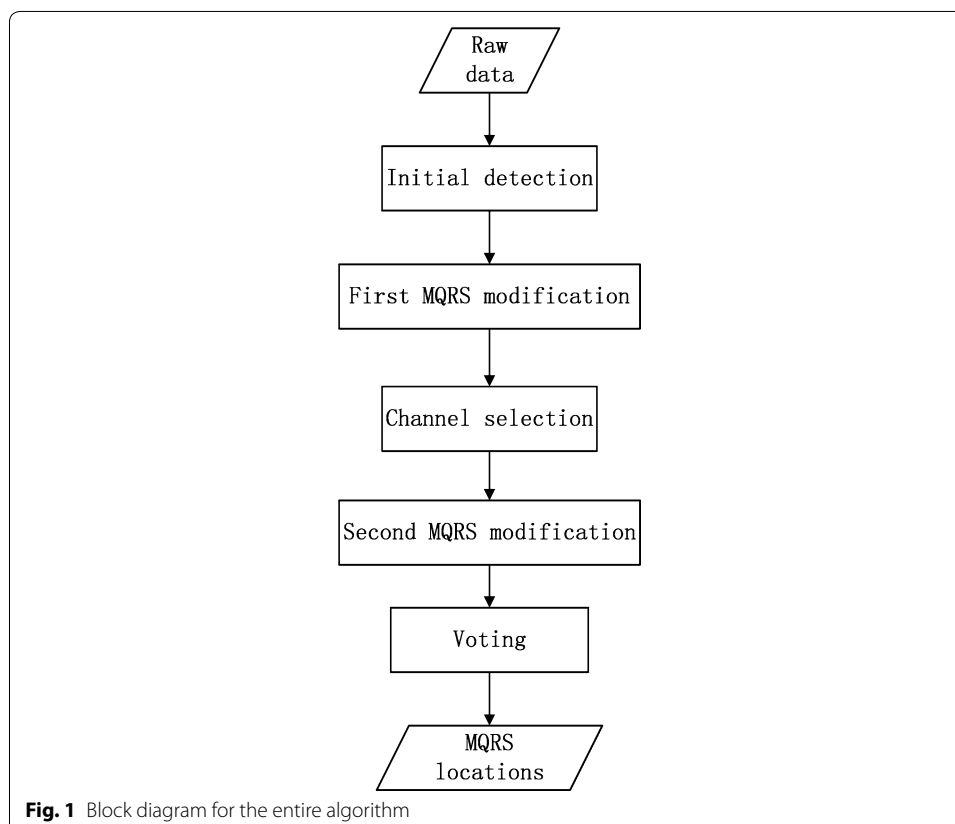 Raw
data
Initial detection
First MQRS modification
Channel selection
Second MQRS modification
Voting
MQRS
locations
Fig. 1 Block diagram for the entire algorithm